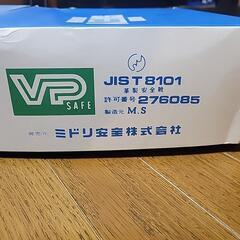 VP
SAFE
JIS T 8101
革製安全靴
許可番号 276085
製造元 M.S
発売元 ミドリ安全株式会社